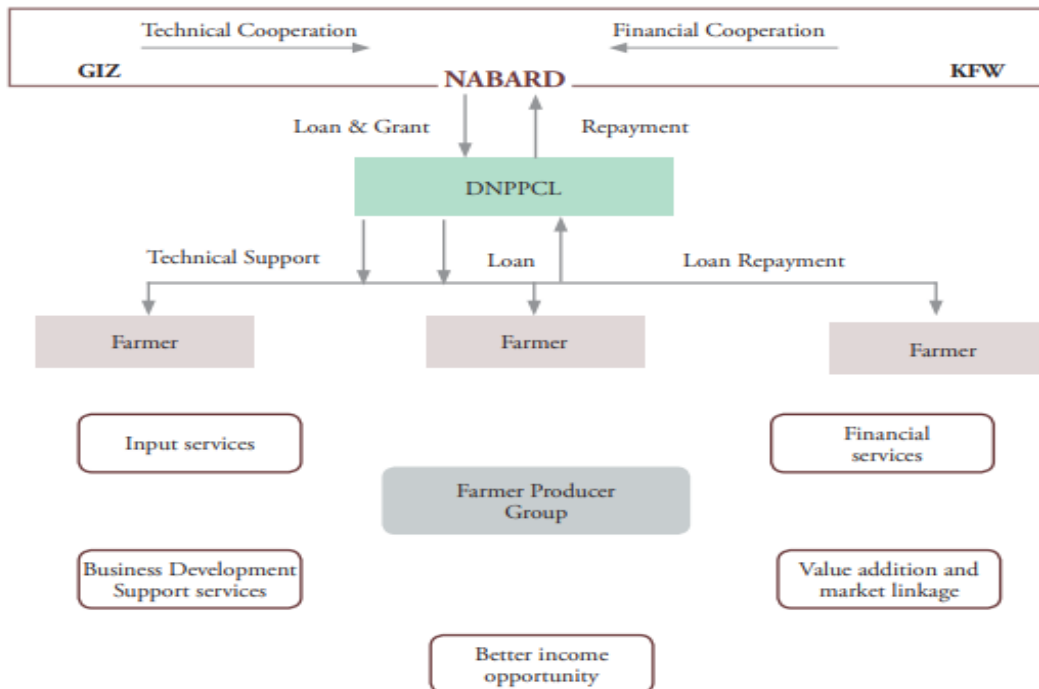 Technical Cooperation
Financial Cooperation
GIZ
NABARD
KFW
Loan & Grant
Repayment
DNPPCL
Technical Support
Loan
Loan Repayment
Farmer
Farmer
Farmer
Input services
Financial
services
Farmer Producer
Group
Business Development
Support services
Value addition and
market linkage
Better income
opportunity